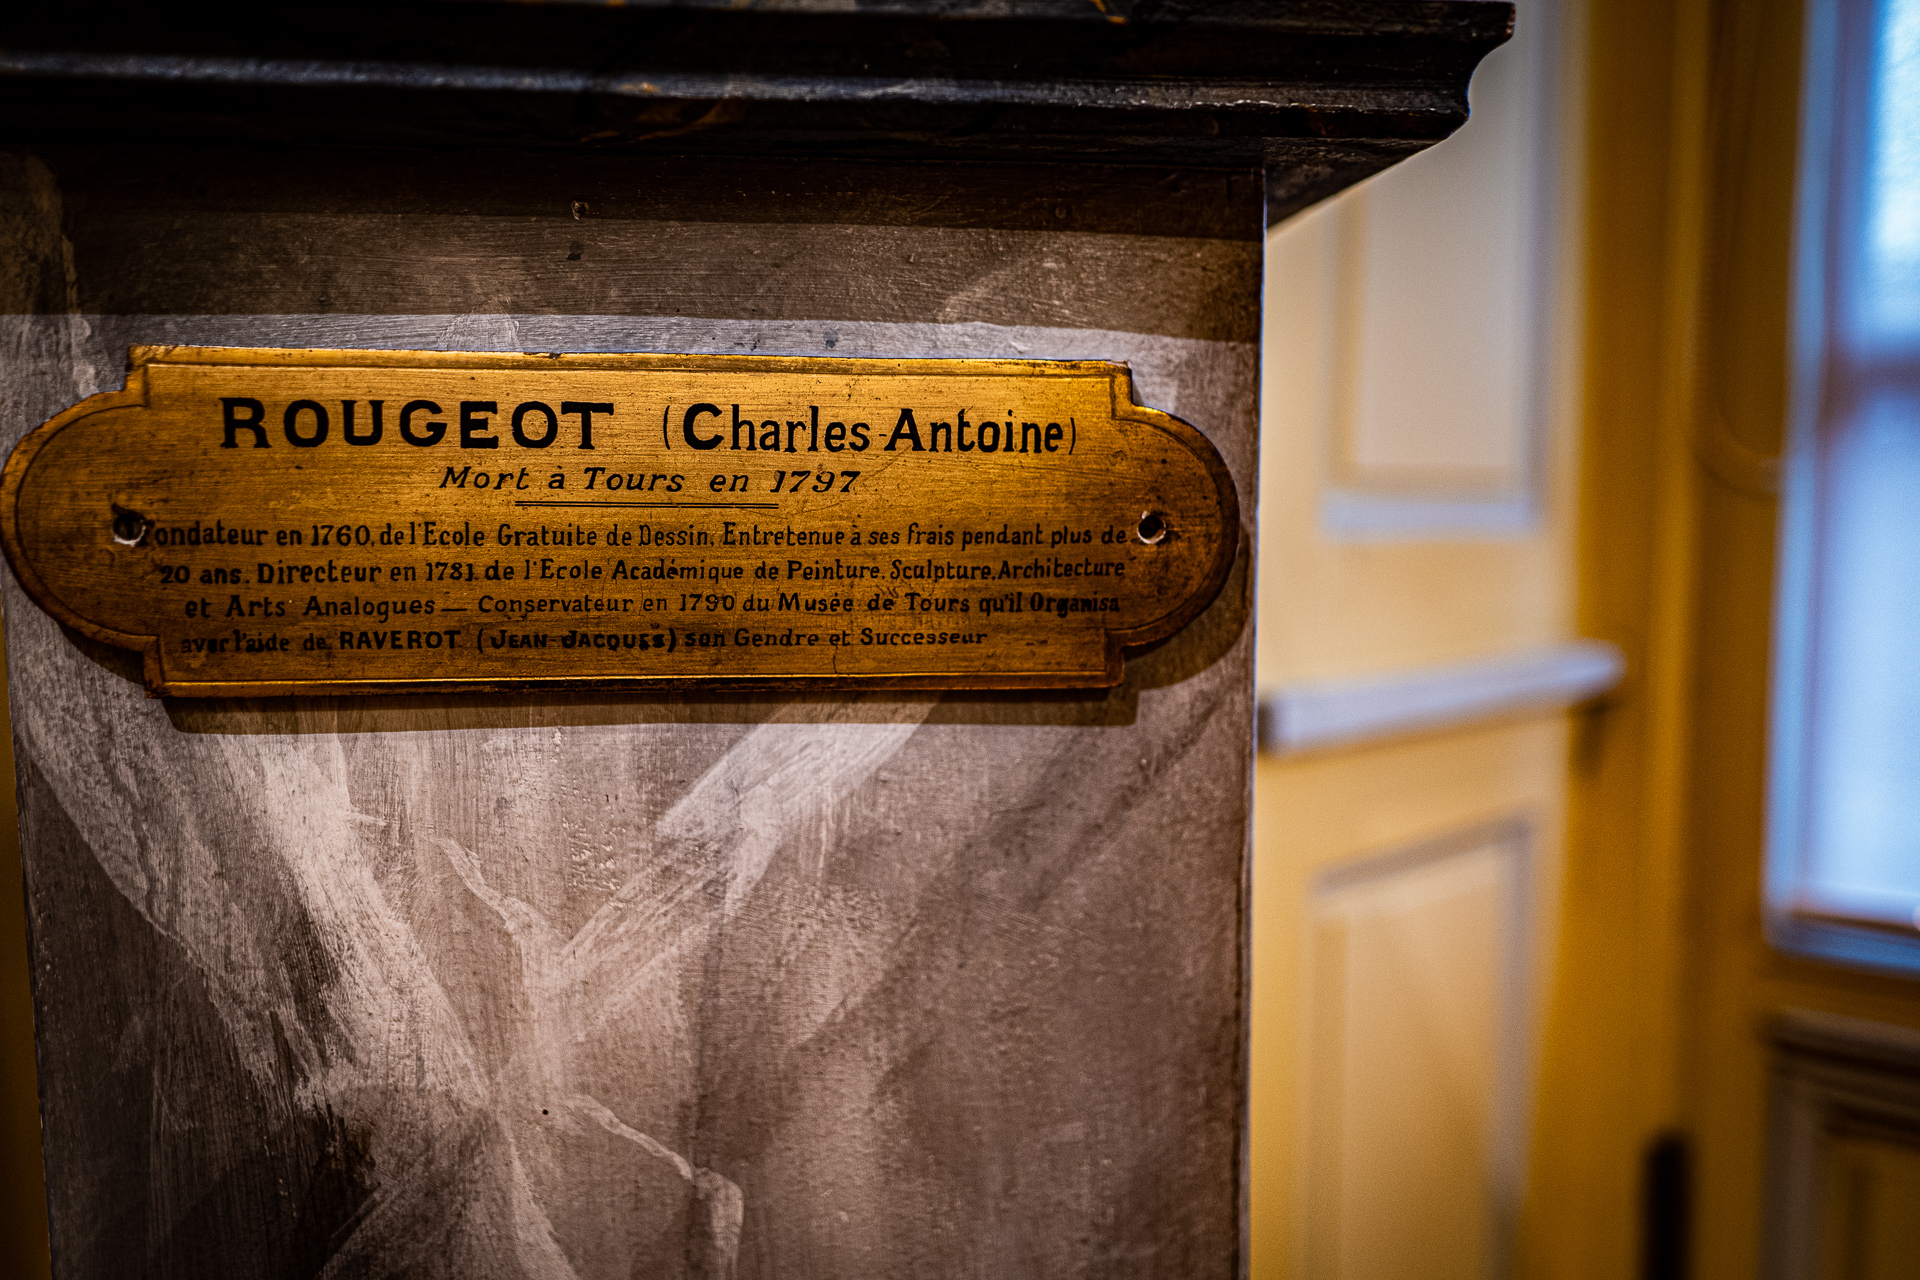 ROUGEOT (Charles-Antoine)
Mort à Tours en 1797
Fondateur en 1760, de l'Ecole Gratuite de Dessin, Entretenue à ses frais pendant plus de
20 ans. Directeur en 1781 de l'Ecole Académique de Peinture, Sculpture, Architecture
et Arts Analogues — Conservateur en 1790 du Musée de Tours qu'il Organisa
avec l'aide de RAVEROT (JEAN-JACQUES) son Gendre et Successeur